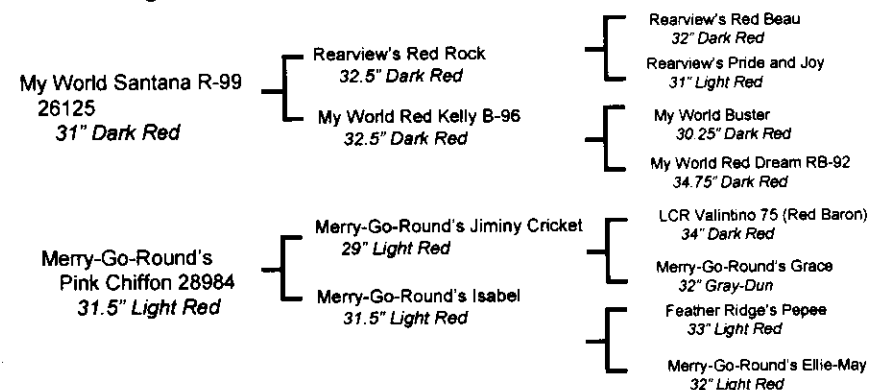 My World Santana R-99
26125
31" Dark Red
Rearview's Red Rock
32.5" Dark Red
My World Red Kelly B-96
32.5" Dark Red
Rearview's Red Beau
32" Dark Red
Rearview's Pride and Joy
31" Light Red
My World Buster
30.25" Dark Red
My World Red Dream RB-92
34.75" Dark Red
Merry-Go-Round's
Pink Chiffon 28984
31.5" Light Red
Merry-Go-Round's Jiminy Cricket
29" Light Red
Merry-Go-Round's Isabel
31.5" Light Red
LCR Valintino 75 (Red Baron)
34" Dark Red
Merry-Go-Round's Grace
32" Gray-Dun
Feather Ridge's Pepee
33" Light Red
Merry-Go-Round's Ellie-May
32" Light Red